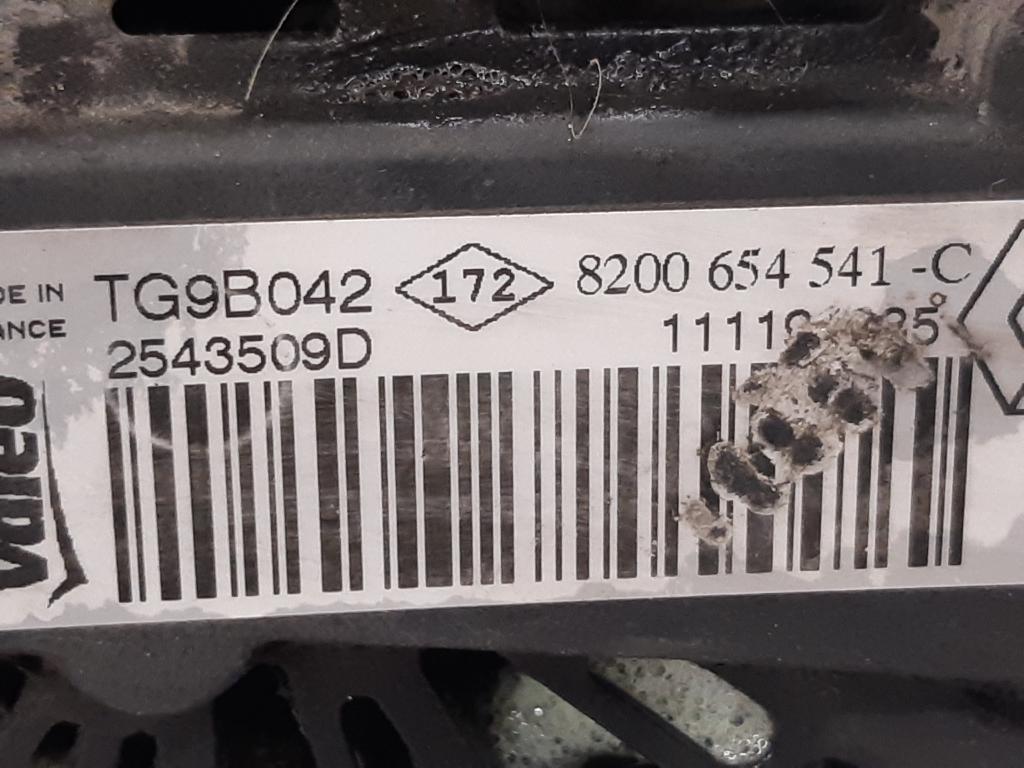 DE IN
ANCE
TG9B042
2543509D
172
8200 654 541 -C
Valeo